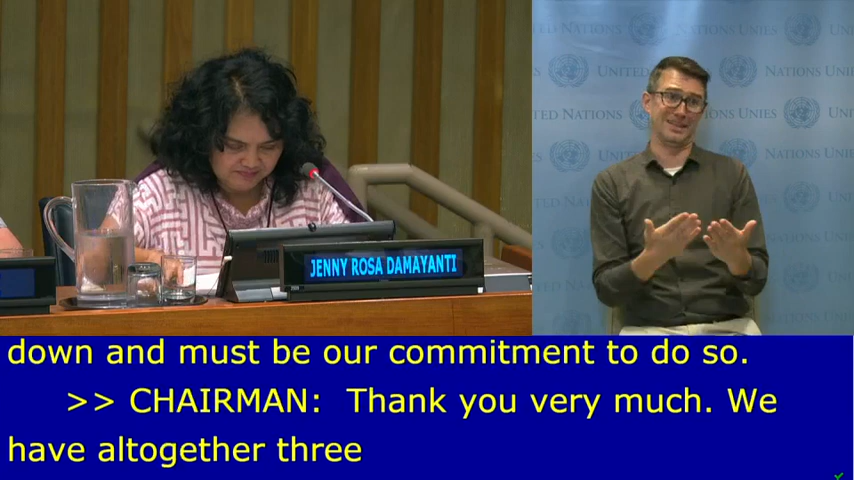 UNITED NATIONS
NATIONS UNIES
JENNY ROSA DAMAYANTI
down and must be our commitment to do so.
>> CHAIRMAN: Thank you very much. We
have altogether three